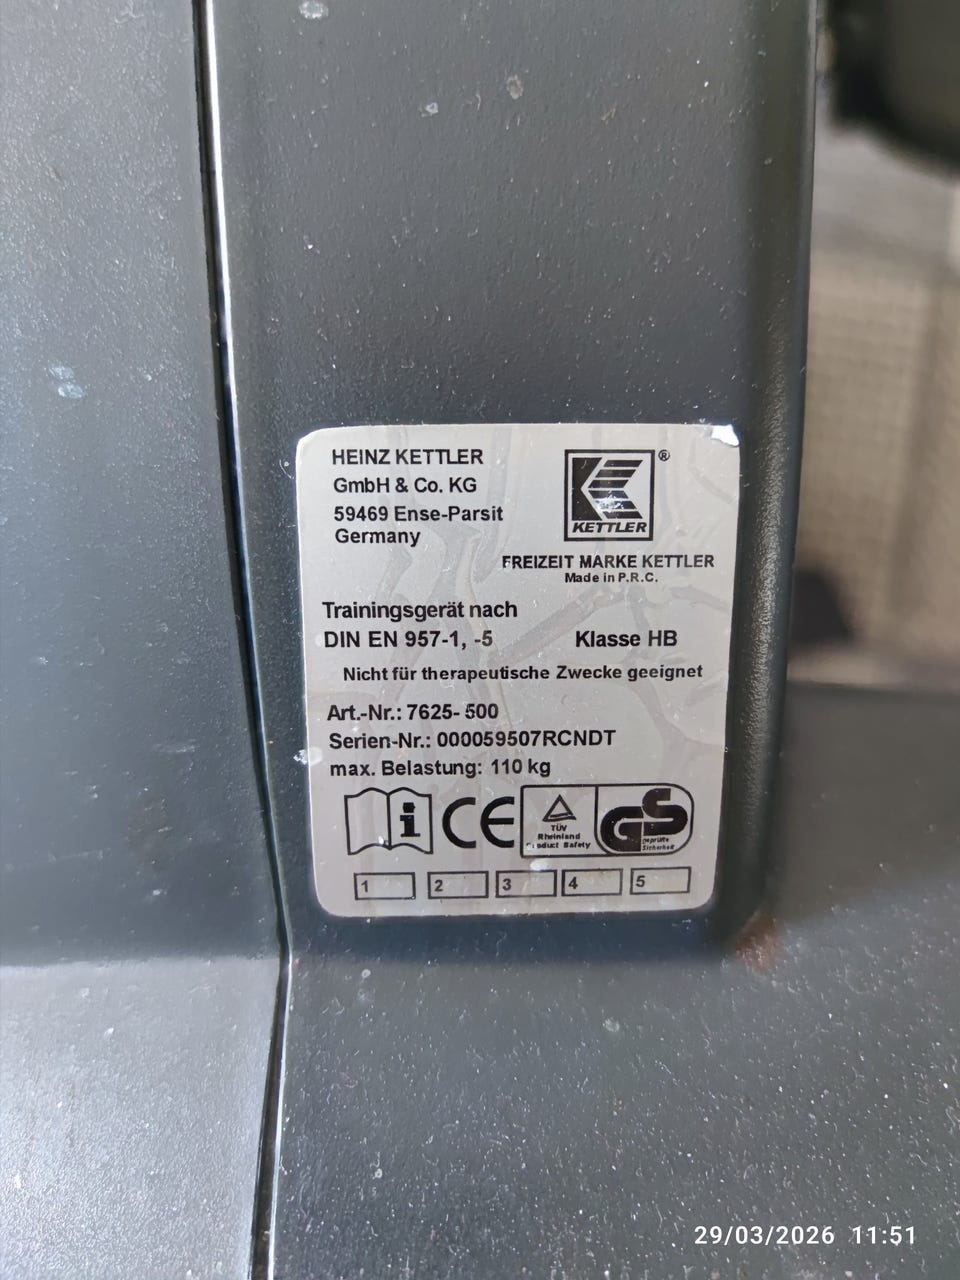 HEINZ KETTLER
GmbH & Co. KG
59469 Ense-Parsit
Germany
® KETTLER
FREIZEIT MARKE KETTLER
Made in P.R.C.
Trainingsgerät nach
DIN EN 957-1, -5 Klasse HB
Nicht für therapeutische Zwecke geeignet
Art.-Nr.: 7625- 500
Serien-Nr.: 000059507RCNDT
max. Belastung: 110 kg
i CE TÜV Rheinland Product Safety GS geprüfte Sicherheit
1 2 3 4 5
29/03/2026 11:51